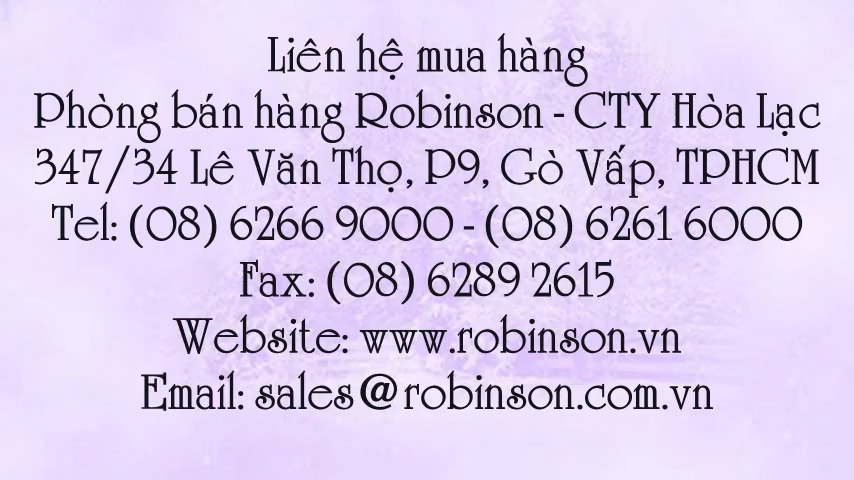 Liên hệ mua hàng
Phòng bán hàng Robinson - CTY Hòa Lạc
347/34 Lê Văn Thọ, P9, Gò Vấp, TPHCM
Tel: (08) 6266 9000 - (08) 6261 6000
Fax: (08) 6289 2615
Website: www.robinson.vn
Email: sales@robinson.com.vn